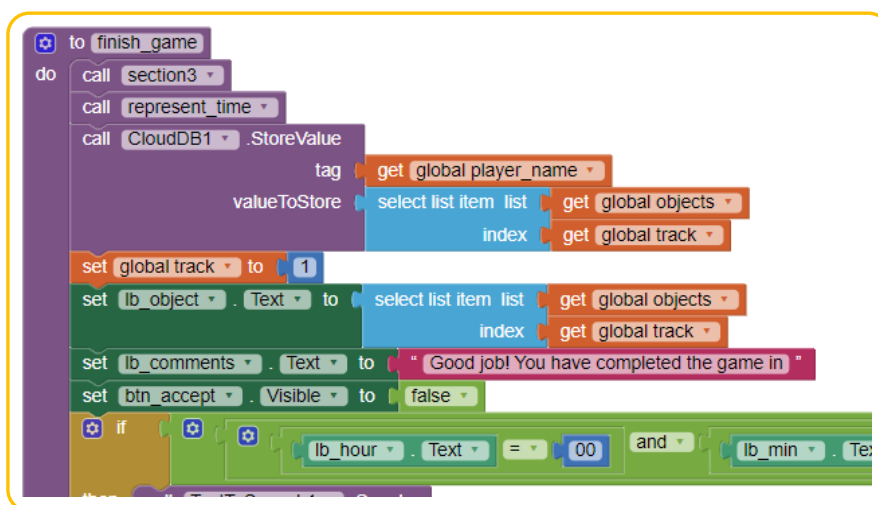 to finish_game
do call section3
call represent_time
call CloudDB1 .StoreValue
tag get global player_name
valueToStore select list item list get global objects
index get global track
set global track to 1
set lb_object . Text to select list item list get global objects
index get global track
set lb_comments . Text to " Good job! You have completed the game in "
set btn_accept . Visible to false
if lb_hour . Text = 00 and lb_min . Te